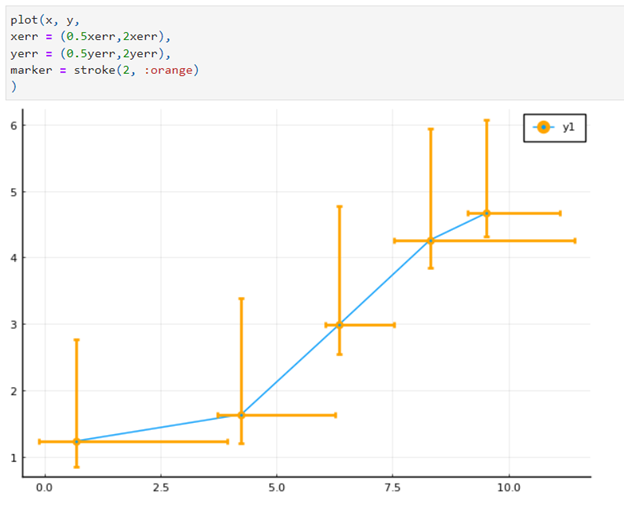 plot(x, y,
xerr = (0.5xerr,2xerr),
yerr = (0.5yerr,2yerr),
marker = stroke(2, :orange)
)
y1
6
5
4
3
2
1
0.0 2.5 5.0 7.5 10.0